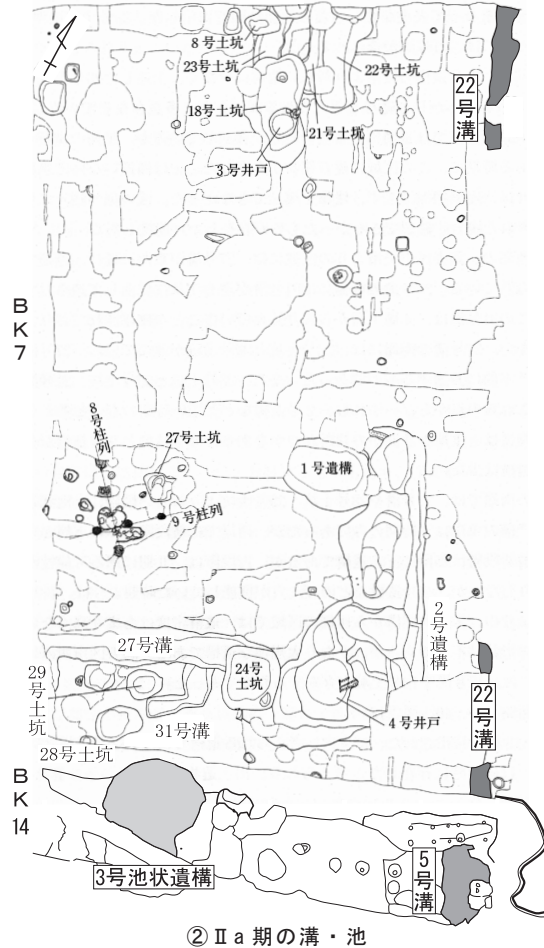 8号土坑
23号土坑
22号土坑
18号土坑
21号土坑
3号井戸
22号溝
BK7
8号柱列
27号土坑
9号柱列
1号遺構
2号遺構
27号溝
24号土坑
29号土坑
31号溝
4号井戸
22号溝
28号土坑
BK14
3号池状遺構
5号溝
②Ⅱa期の溝・池